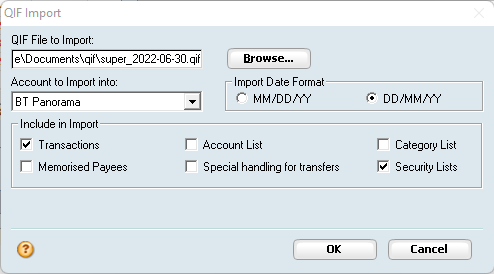 QIF Import
QIF File to Import:
e\Documents\qif\super_2022-06-30.qif
Browse...
Account to Import into:
BT Panorama
Import Date Format
MM/DD/YY
DD/MM/YY
Include in Import
Transactions
Account List
Category List
Memorised Payees
Special handling for transfers
Security Lists
?
OK
Cancel